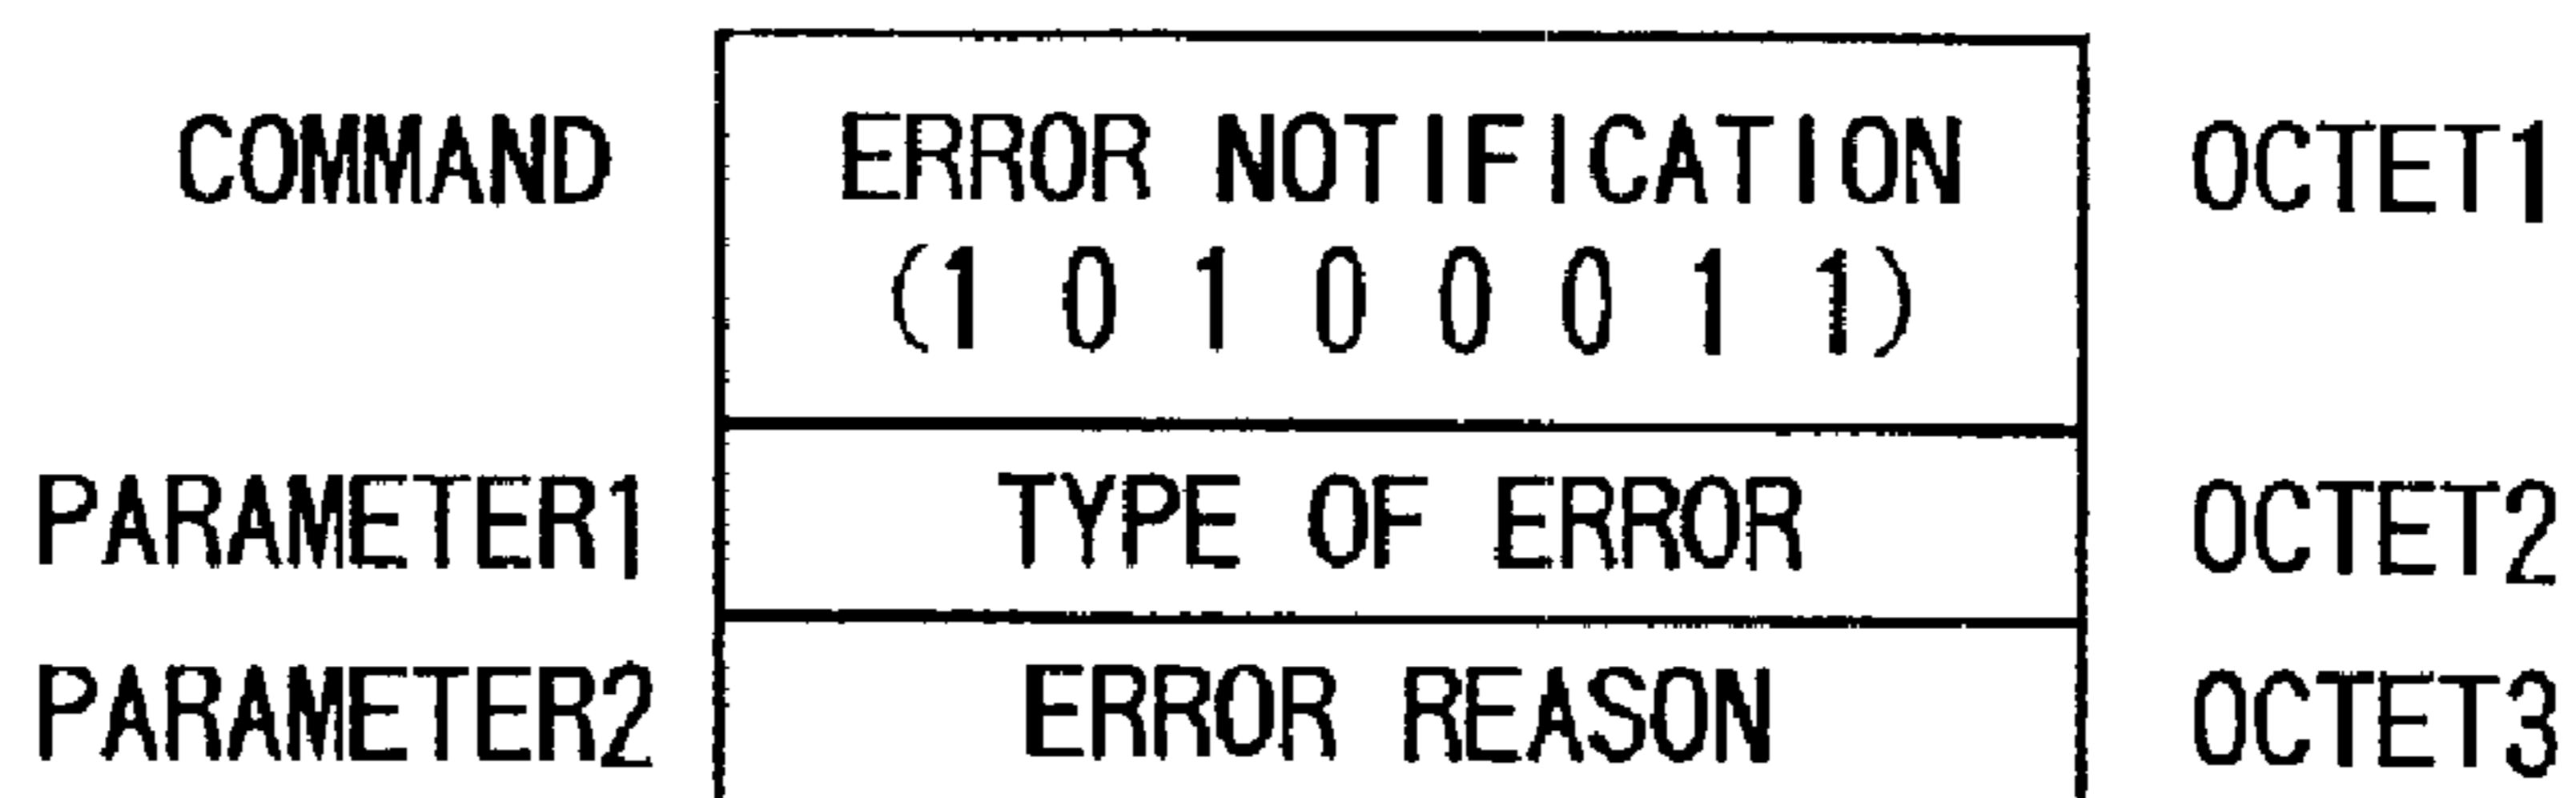 COMMAND ERROR NOTIFICATION OCTET1
(1 0 1 0 0 0 1 1)
PARAMETER1 TYPE OF ERROR OCTET2
PARAMETER2 ERROR REASON OCTET3